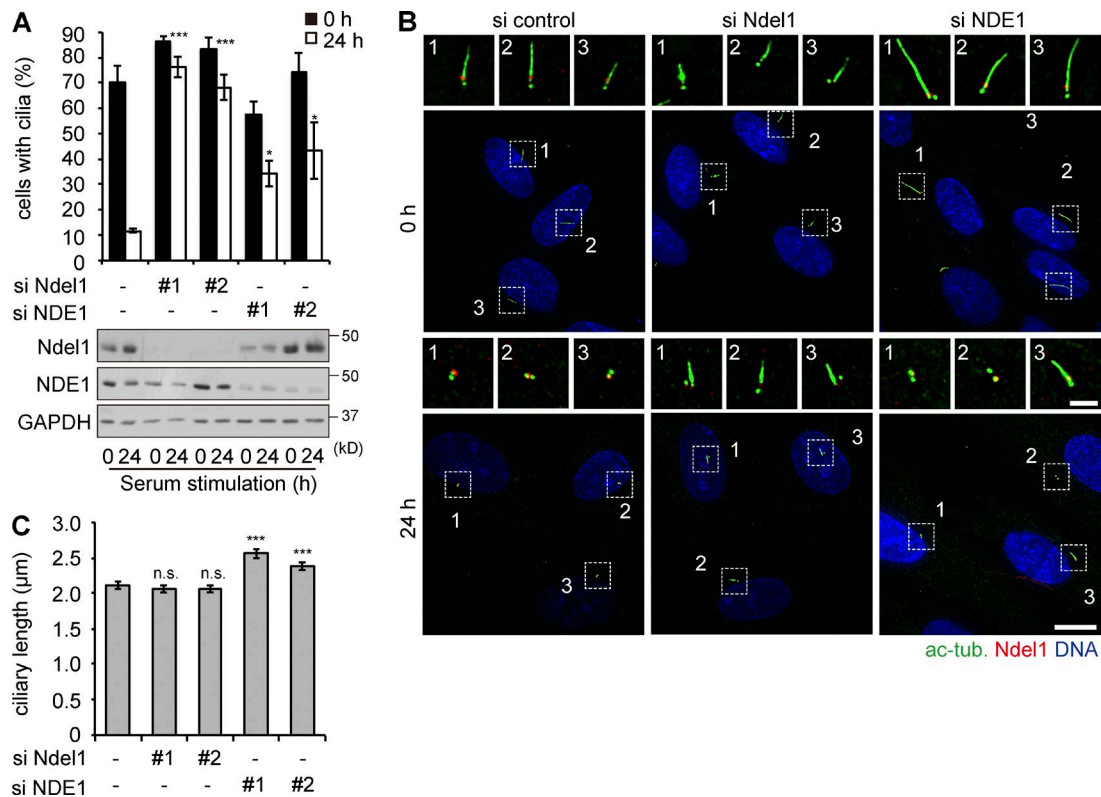 A
0 h
24 h
cells with cilia (%)
90
80
70
60
50
40
30
20
10
0
*** *** * *
si Ndel1 - #1 #2 - -
si NDE1 - - - #1 #2
Ndel1 50
NDE1 50
GAPDH 37
(kD)
0 24 0 24 0 24 0 24 0 24
Serum stimulation (h)
B
si control si Ndel1 si NDE1
1 2 3 1 2 3 1 2 3
0 h
1 2 3
1 2 3
1 2 3
1 2 3 1 2 3 1 2 3
24 h
1 2 3
1 2 3
1 2 3
ac-tub. Ndel1 DNA
C
ciliary length (µm)
3.0
2.5
2.0
1.5
1.0
0.5
0
n.s. n.s. *** ***
si Ndel1 - #1 #2 - -
si NDE1 - - - #1 #2